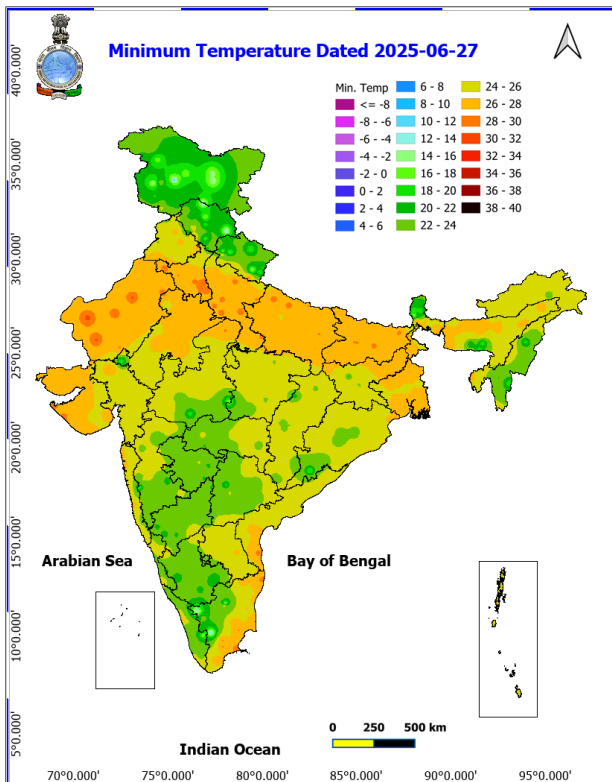 Minimum Temperature Dated 2025-06-27
Min. Temp
<= -8
-8 - -6
-6 - -4
-4 - -2
-2 - 0
0 - 2
2 - 4
4 - 6
6 - 8
8 - 10
10 - 12
12 - 14
14 - 16
16 - 18
18 - 20
20 - 22
22 - 24
24 - 26
26 - 28
28 - 30
30 - 32
32 - 34
34 - 36
36 - 38
38 - 40
40°0.000'
35°0.000'
30°0.000'
25°0.000'
20°0.000'
15°0.000'
10°0.000'
5°0.000'
Arabian Sea
Bay of Bengal
Indian Ocean
0 250 500 km
70°0.000' 75°0.000' 80°0.000' 85°0.000' 90°0.000' 95°0.000'